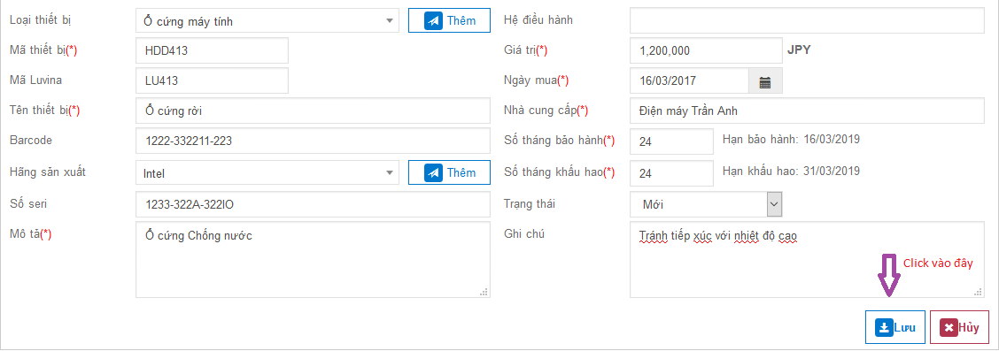 Loại thiết bị Ổ cứng máy tính Thêm Hệ điều hành
Mã thiết bị(*) HDD413 Giá trị(*) 1,200,000 JPY
Mã Luvina LU413 Ngày mua(*) 16/03/2017
Tên thiết bị(*) Ổ cứng rời Nhà cung cấp(*) Điện máy Trần Anh
Barcode 1222-332211-223 Số tháng bảo hành(*) 24 Hạn bảo hành: 16/03/2019
Hãng sản xuất Intel Thêm Số tháng khấu hao(*) 24 Hạn khấu hao: 31/03/2019
Số seri 1233-322A-322IO Trạng thái Mới
Mô tả(*) Ổ cứng Chống nước Ghi chú Tránh tiếp xúc với nhiệt độ cao
Click vào đây
Lưu Hủy